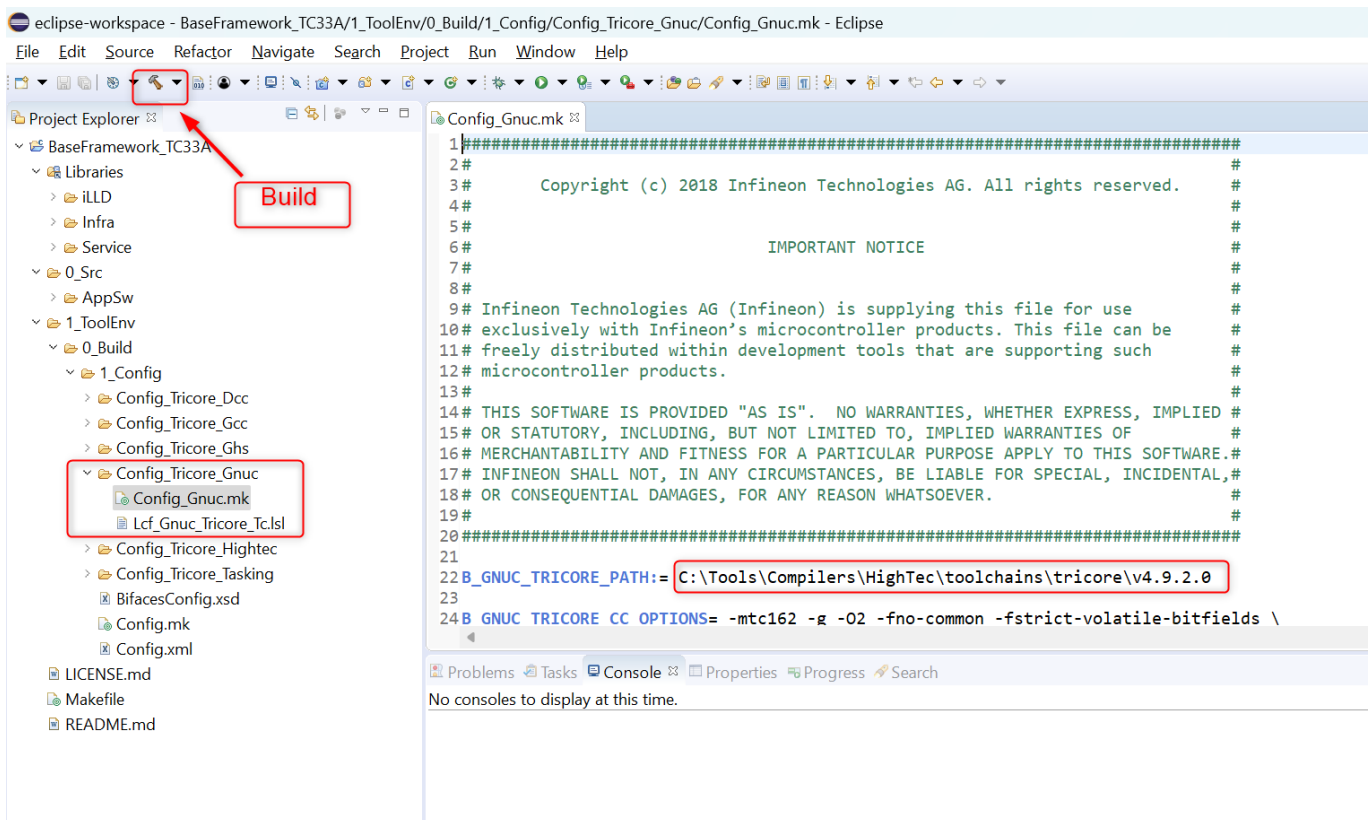 eclipse-workspace - BaseFramework_TC33A/1_ToolEnv/0_Build/1_Config/Config_Tricore_Gnuc/Config_Gnuc.mk - Eclipse
File Edit Source Refactor Navigate Search Project Run Window Help
Project Explorer
BaseFramework_TC33A
Libraries
iLLD
Infra
Service
0_Src
AppSw
1_ToolEnv
0_Build
1_Config
Config_Tricore_Dcc
Config_Tricore_Gcc
Config_Tricore_Ghs
Config_Tricore_Gnuc
Config_Gnuc.mk
Lcf_Gnuc_Tricore_Tc.lsl
Config_Tricore_Hightec
Config_Tricore_Tasking
BifacesConfig.xsd
Config.mk
Config.xml
LICENSE.md
Makefile
README.md
Build
Config_Gnuc.mk
1 ###############################################################################
2 # #
3 # Copyright (c) 2018 Infineon Technologies AG. All rights reserved. #
4 # #
5 # #
6 # IMPORTANT NOTICE #
7 # #
8 # #
9 # Infineon Technologies AG (Infineon) is supplying this file for use #
10 # exclusively with Infineon’s microcontroller products. This file can be #
11 # freely distributed within development tools that are supporting such #
12 # microcontroller products. #
13 # #
14 # THIS SOFTWARE IS PROVIDED "AS IS". NO WARRANTIES, WHETHER EXPRESS, IMPLIED #
15 # OR STATUTORY, INCLUDING, BUT NOT LIMITED TO, IMPLIED WARRANTIES OF #
16 # MERCHANTABILITY AND FITNESS FOR A PARTICULAR PURPOSE APPLY TO THIS SOFTWARE.#
17 # INFINEON SHALL NOT, IN ANY CIRCUMSTANCES, BE LIABLE FOR SPECIAL, INCIDENTAL,#
18 # OR CONSEQUENTIAL DAMAGES, FOR ANY REASON WHATSOEVER. #
19 # #
20 ###############################################################################
21
22 B_GNUC_TRICORE_PATH:= C:\Tools\Compilers\HighTec\toolchains\tricore\v4.9.2.0
23
24 B_GNUC_TRICORE_CC_OPTIONS= -mtc162 -g -O2 -fno-common -fstrict-volatile-bitfields \
Problems Tasks Console Properties Progress Search
No consoles to display at this time.